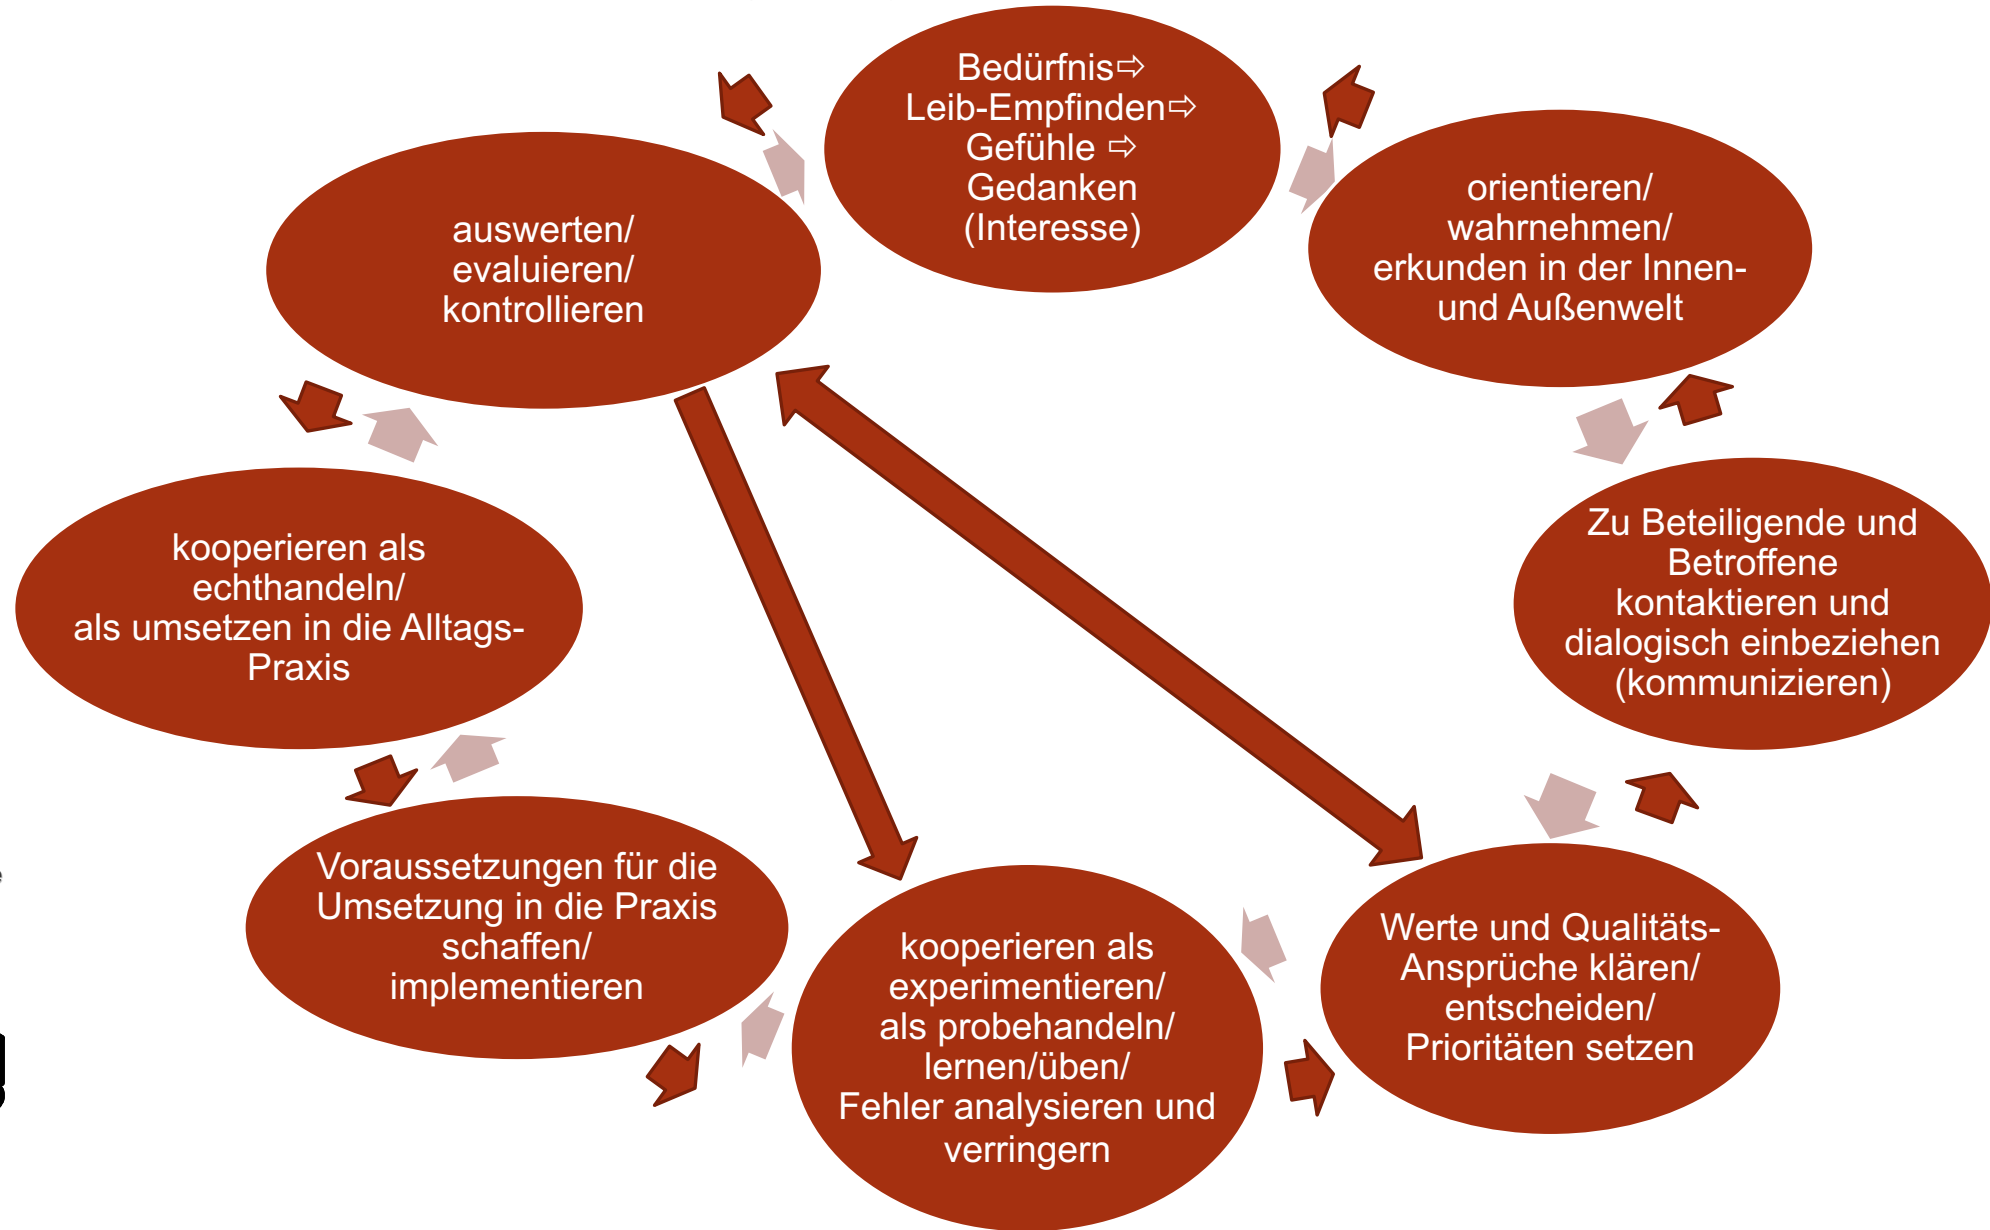 Bedürfnis⇨
Leib-Empfinden⇨
Gefühle ⇨
Gedanken
(Interesse)
orientieren/
wahrnehmen/
erkunden in der Innen-
und Außenwelt
Zu Beteiligende und
Betroffene
kontaktieren und
dialogisch einbeziehen
(kommunizieren)
Werte und Qualitäts-
Ansprüche klären/
entscheiden/
Prioritäten setzen
kooperieren als
experimentieren/
als probehandeln/
lernen/üben/
Fehler analysieren und
verringern
Voraussetzungen für die
Umsetzung in die Praxis
schaffen/
implementieren
kooperieren als
echthandeln/
als umsetzen in die Alltags-
Praxis
auswerten/
evaluieren/
kontrollieren